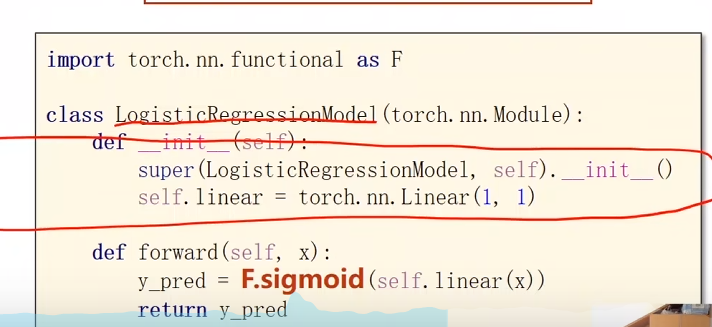 import torch.nn.functional as F
class LogisticRegressionModel(torch.nn.Module):
def __init__(self):
super(LogisticRegressionModel, self).__init__()
self.linear = torch.nn.Linear(1, 1)
def forward(self, x):
y_pred = F.sigmoid(self.linear(x))
return y_pred